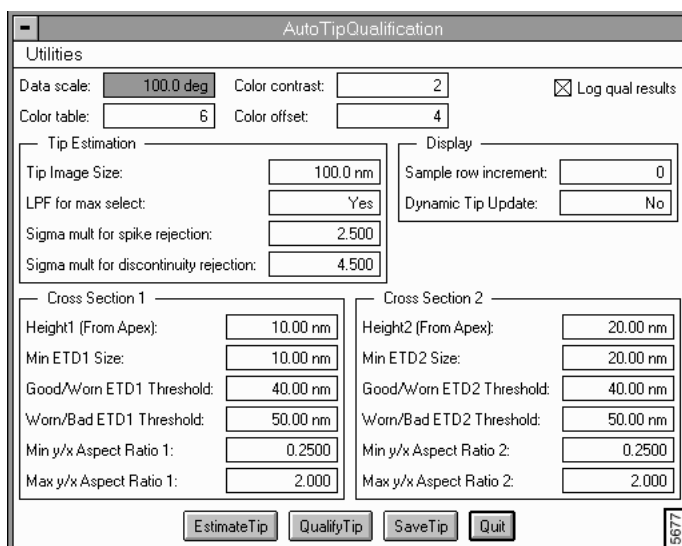 AutoTipQualification
Utilities
Data scale: 100.0 deg Color contrast: 2 Log qual results
Color table: 6 Color offset: 4
Tip Estimation
Tip Image Size: 100.0 nm
LPF for max select: Yes
Sigma mult for spike rejection: 2.500
Sigma mult for discontinuity rejection: 4.500
Display
Sample row increment: 0
Dynamic Tip Update: No
Cross Section 1
Height1 (From Apex): 10.00 nm
Min ETD1 Size: 10.00 nm
Good/Worn ETD1 Threshold: 40.00 nm
Worn/Bad ETD1 Threshold: 50.00 nm
Min y/x Aspect Ratio 1: 0.2500
Max y/x Aspect Ratio 1: 2.000
Cross Section 2
Height2 (From Apex): 20.00 nm
Min ETD2 Size: 20.00 nm
Good/Worn ETD2 Threshold: 40.00 nm
Worn/Bad ETD2 Threshold: 50.00 nm
Min y/x Aspect Ratio 2: 0.2500
Max y/x Aspect Ratio 2: 2.000
EstimateTip QualifyTip SaveTip Quit
5677